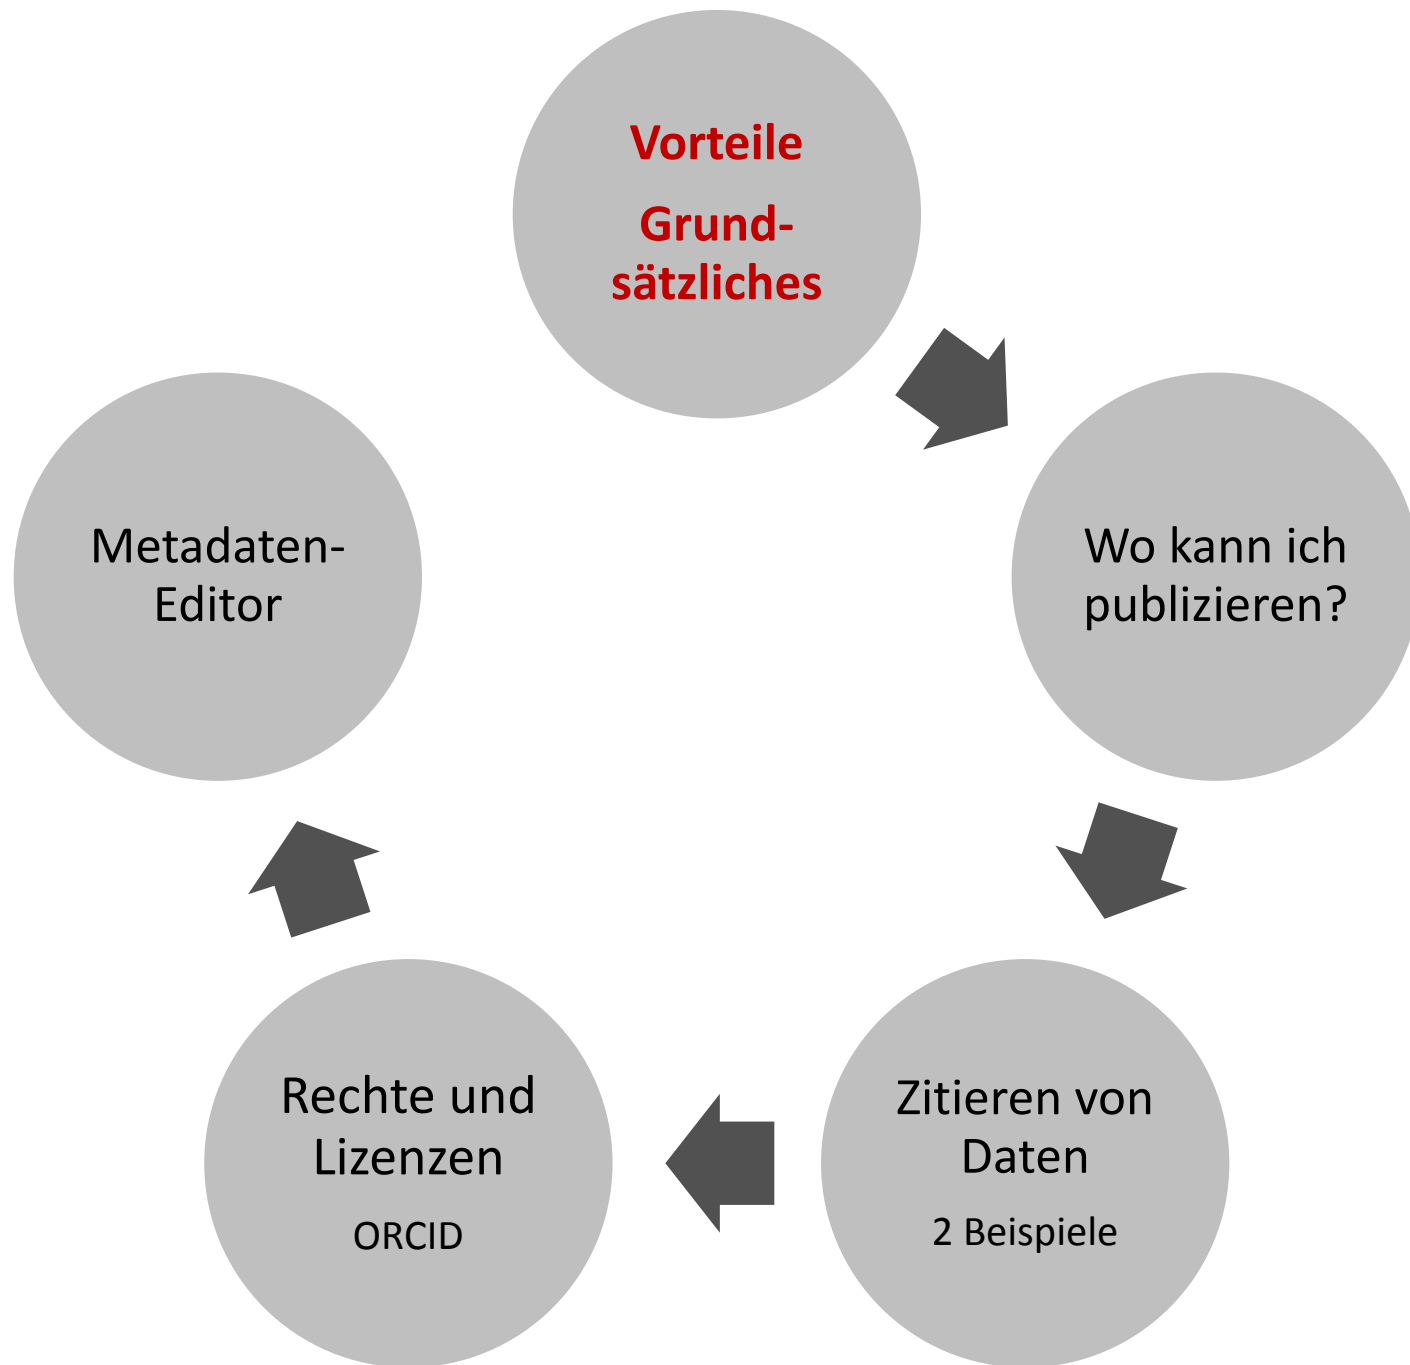 Vorteile
Grund-
sätzliches
Wo kann ich
publizieren?
Zitieren von
Daten
2 Beispiele
Rechte und
Lizenzen
ORCID
Metadaten-
Editor